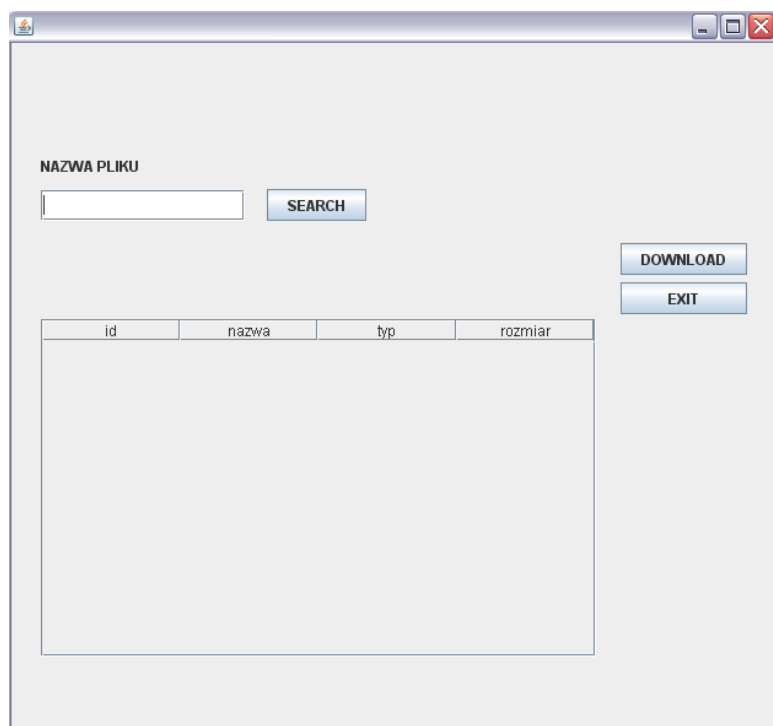 NAZWA PLIKU
SEARCH
DOWNLOAD
EXIT
id nazwa typ rozmiar